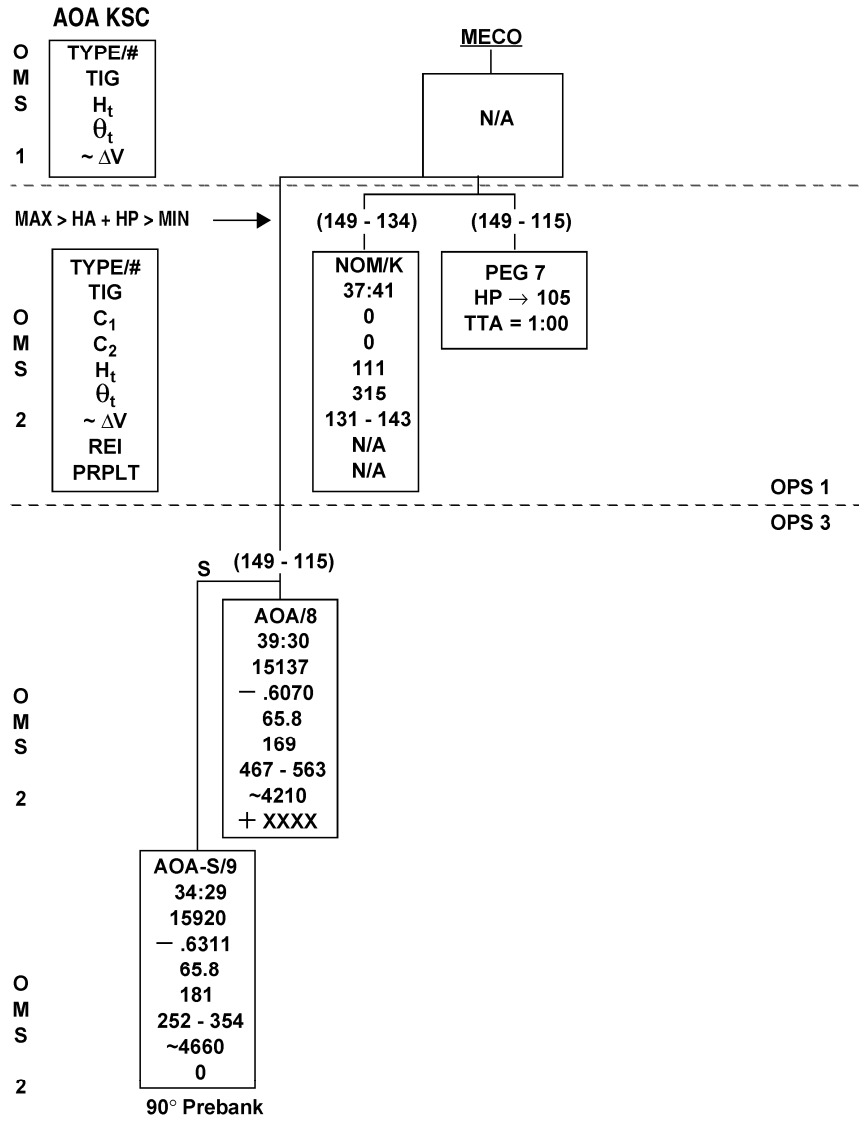 AOA KSC
O
M
S
1
TYPE/#
TIG
Ht
θt
~ ΔV
MECO
N/A
MAX > HA + HP > MIN
(149 - 134)
(149 - 115)
O
M
S
2
TYPE/#
TIG
C1
C2
Ht
θt
~ ΔV
REI
PRPLT
NOM/K
37:41
0
0
111
315
131 - 143
N/A
N/A
PEG 7
HP → 105
TTA = 1:00
OPS 1
OPS 3
S
(149 - 115)
O
M
S
2
AOA/8
39:30
15137
− .6070
65.8
169
467 - 563
~4210
+ XXXX
O
M
S
2
AOA-S/9
34:29
15920
− .6311
65.8
181
252 - 354
~4660
0
90° Prebank